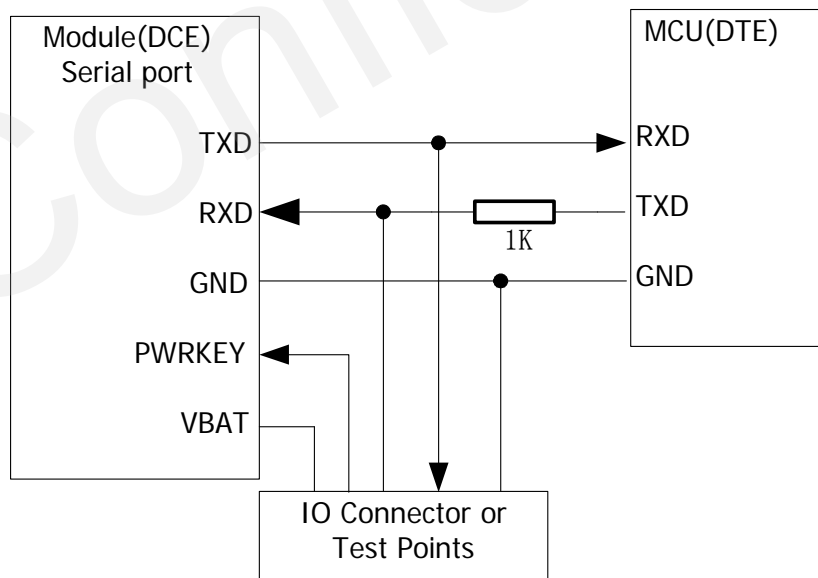 Module(DCE)
Serial port
MCU(DTE)
TXD
RXD
RXD
TXD
1K
GND
GND
PWRKEY
VBAT
IO Connector or
Test Points